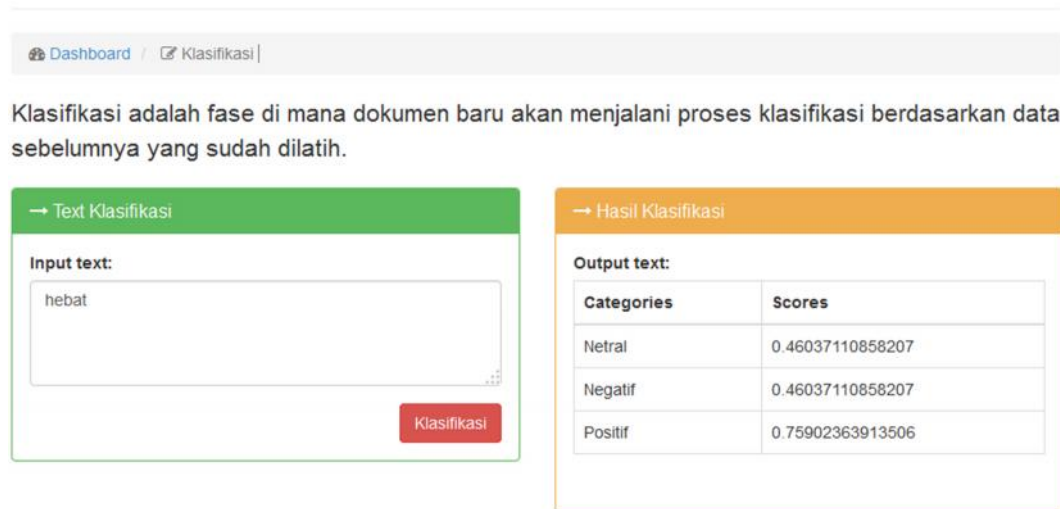 Dashboard / Klasifikasi
Klasifikasi adalah fase di mana dokumen baru akan menjalani proses klasifikasi berdasarkan data
sebelumnya yang sudah dilatih.
→ Text Klasifikasi
Input text:
hebat
Klasifikasi
→ Hasil Klasifikasi
Output text:
Categories Scores
Netral 0.46037110858207
Negatif 0.46037110858207
Positif 0.75902363913506